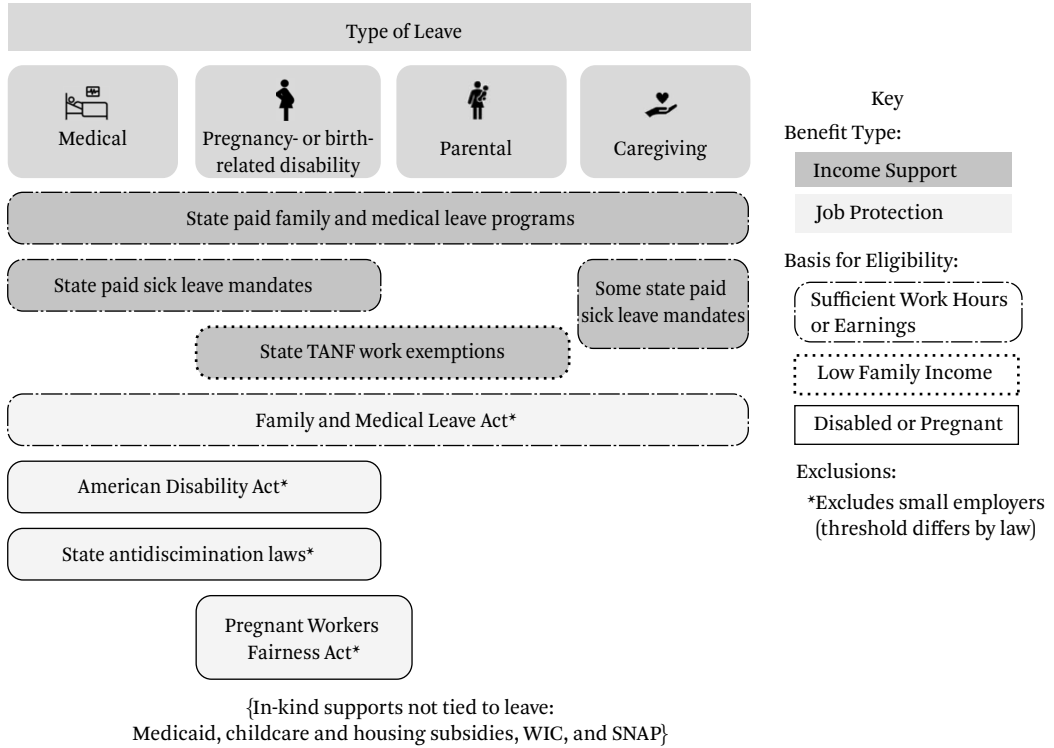 Type of Leave
Medical
Pregnancy- or birth-
related disability
Parental
Caregiving
State paid family and medical leave programs
State paid sick leave mandates
Some state paid
sick leave mandates
State TANF work exemptions
Family and Medical Leave Act*
American Disability Act*
State antidiscimination laws*
Pregnant Workers
Fairness Act*
{In-kind supports not tied to leave:
Medicaid, childcare and housing subsidies, WIC, and SNAP}
Key
Benefit Type:
Income Support
Job Protection
Basis for Eligibility:
Sufficient Work Hours
or Earnings
Low Family Income
Disabled or Pregnant
Exclusions:
*Excludes small employers
(threshold differs by law)